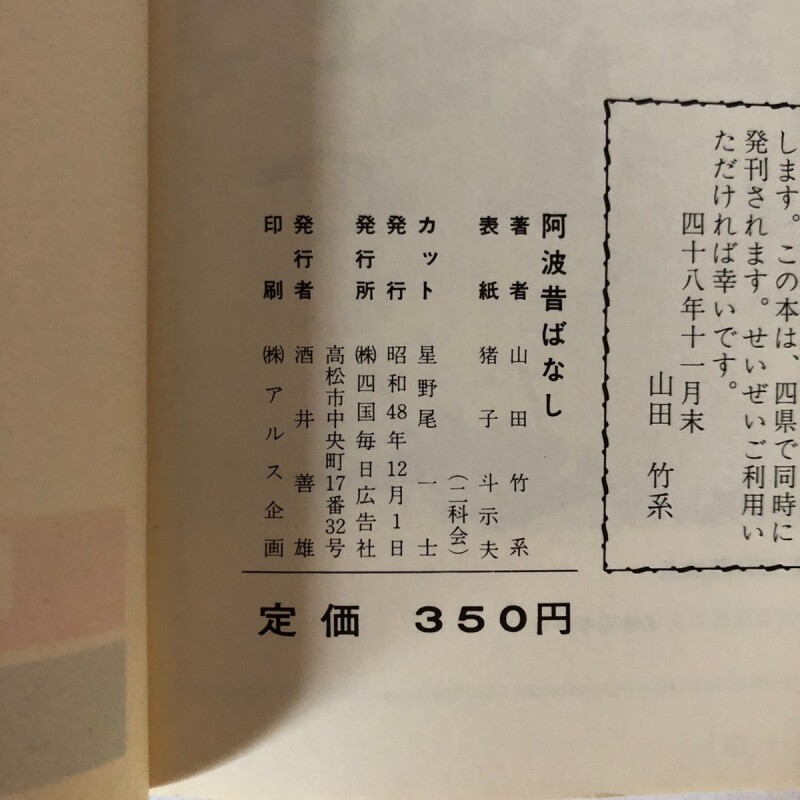 します。この本は、四県で同時に
発刊されます。せいぜいご利用い
ただければ幸いです。
四十八年十一月末
山田 竹系
阿波昔ばなし
著者 山田竹系
表紙 猪子斗示夫
(二科会)
カット 星野尾一士
発行 昭和48年12月1日
発行所 ㈱四国毎日広告社
高松市中央町17番32号
発行者 酒井善雄
印刷 ㈱アルス企画
定価 350円